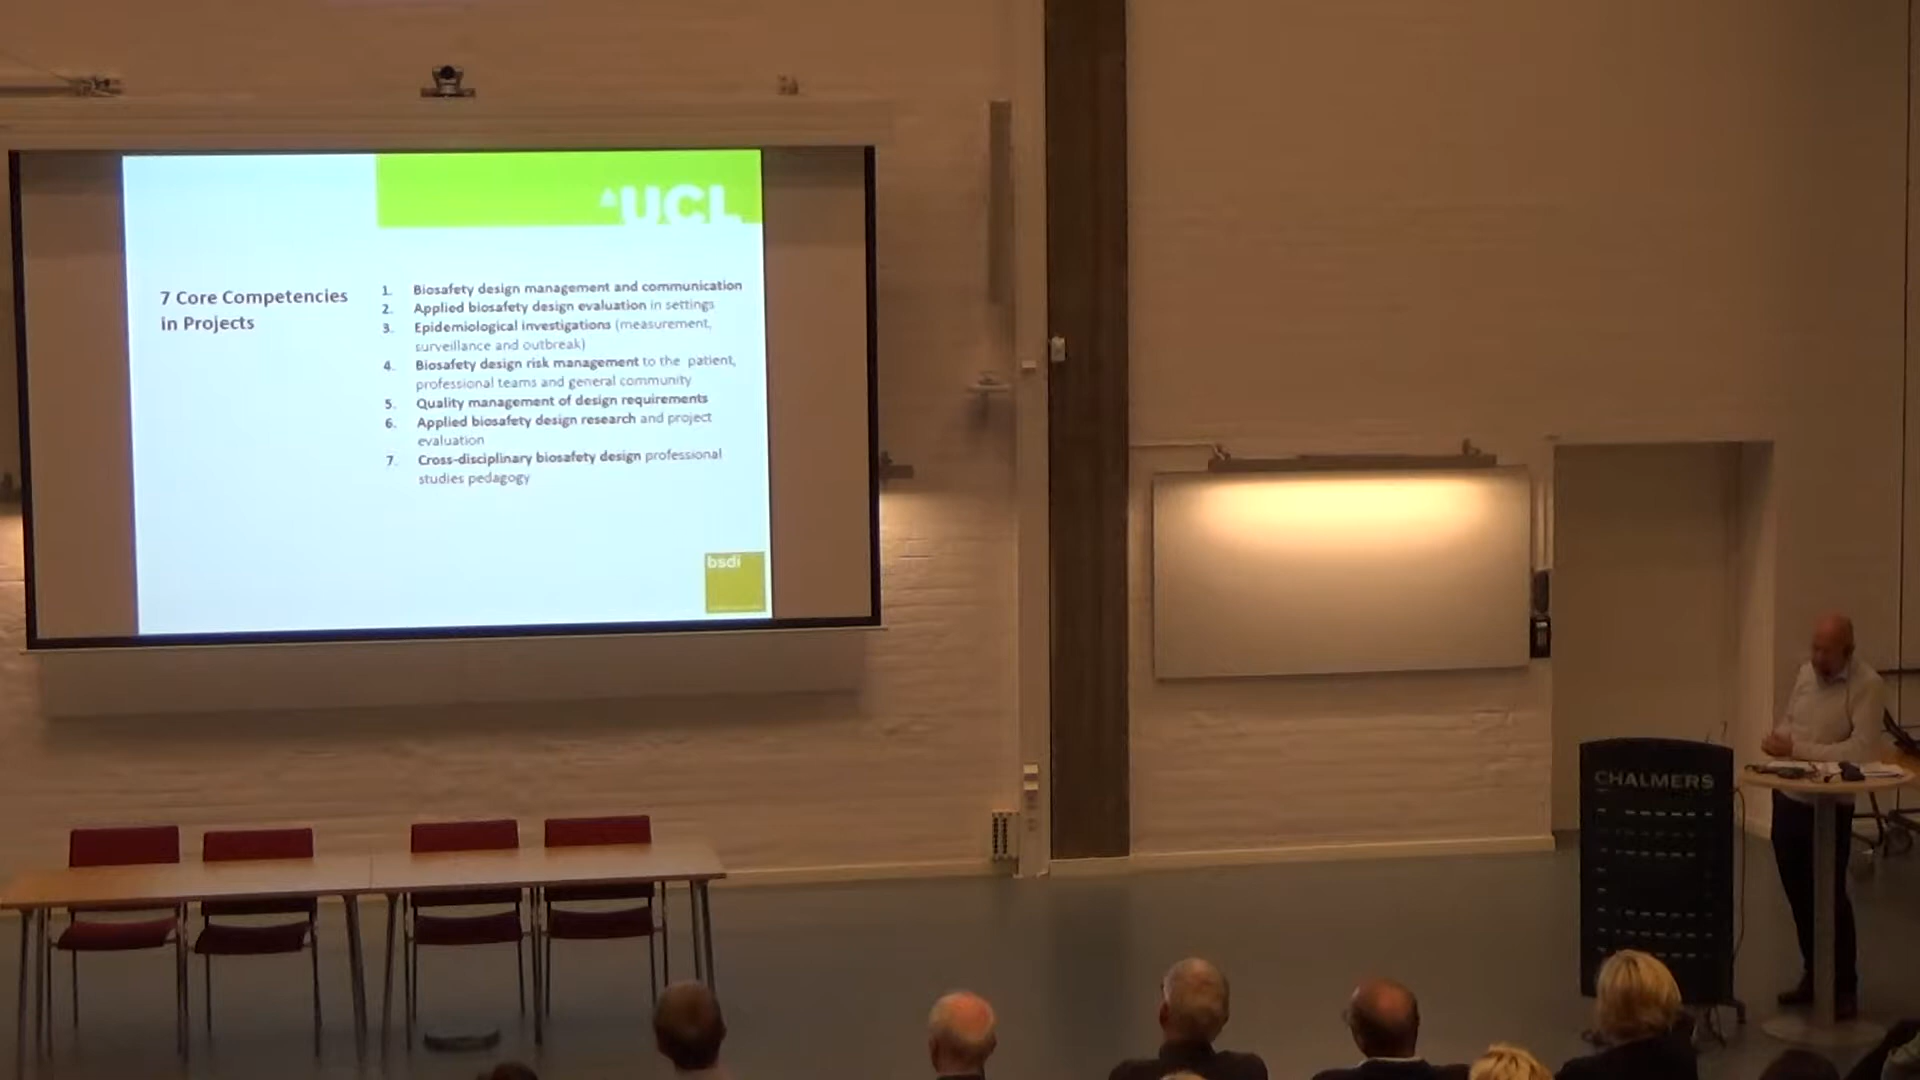 UCL
7 Core Competencies
in Projects
1. Biosafety design management and communication
2. Applied biosafety design evaluation in settings
3. Epidemiological investigations (measurement,
surveillance and outbreak)
4. Biosafety design risk management to the patient,
professional teams and general community
5. Quality management of design requirements
6. Applied biosafety design research and project
evaluation
7. Cross-disciplinary biosafety design professional
studies pedagogy
bsdi
CHALMERS